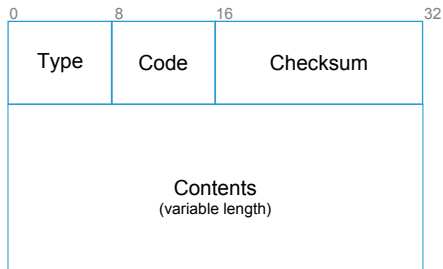 0 8 16 32
Type Code Checksum
Contents
(variable length)